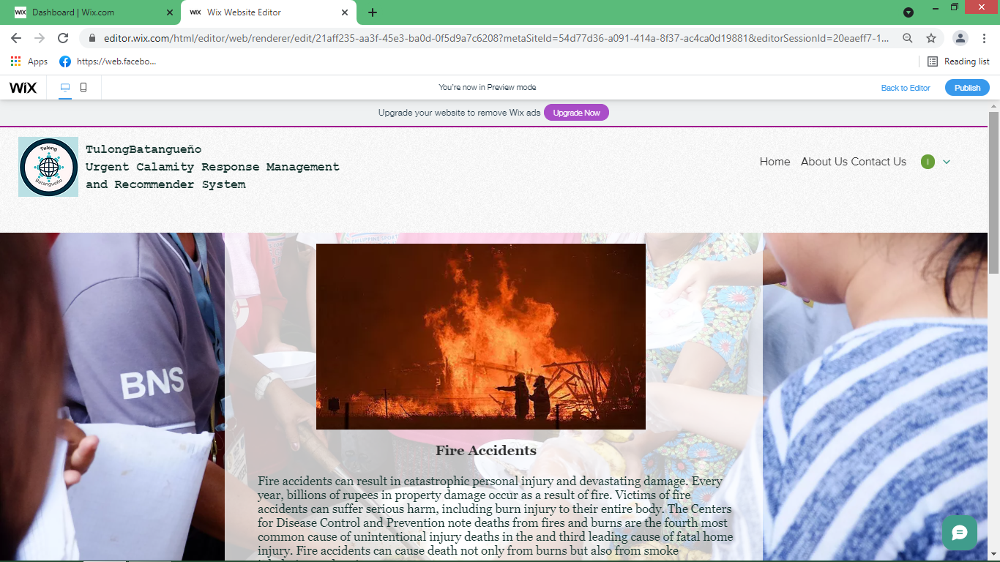 WiX Dashboard | Wix.com
WiX Wix Website Editor
editor.wix.com/html/editor/web/renderer/edit/21aff235-aa3f-45e3-ba0d-0f5d9a7c6208?metaSiteId=54d77d36-a091-414a-8f37-ac4ca0d19881&editorSessionId=20eaeff7-1...
Apps https://web.facebo...
Reading list
WiX
You're now in Preview mode
Back to Editor
Publish
Upgrade your website to remove Wix ads Upgrade Now
Tulong
Batangueño
TulongBatangueño
Urgent Calamity Response Management
and Recommender System
Home About Us Contact Us I
BNS
Fire Accidents
Fire accidents can result in catastrophic personal injury and devastating damage. Every
year, billions of rupees in property damage occur as a result of fire. Victims of fire
accidents can suffer serious harm, including burn injury to their entire body. The Centers
for Disease Control and Prevention note deaths from fires and burns are the fourth most
common cause of unintentional injury deaths in the and third leading cause of fatal home
injury. Fire accidents can cause death not only from burns but also from smoke